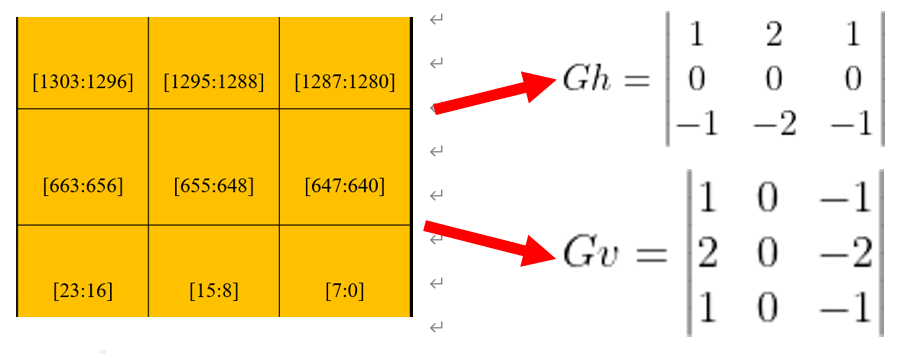 [1303:1296] [1295:1288] [1287:1280]
[663:656] [655:648] [647:640]
[23:16] [15:8] [7:0]
↵
↵
↵
↵
↵
↵
↵
↵
Gh =
1 2 1
0 0 0
−1 −2 −1
Gv =
1 0 −1
2 0 −2
1 0 −1